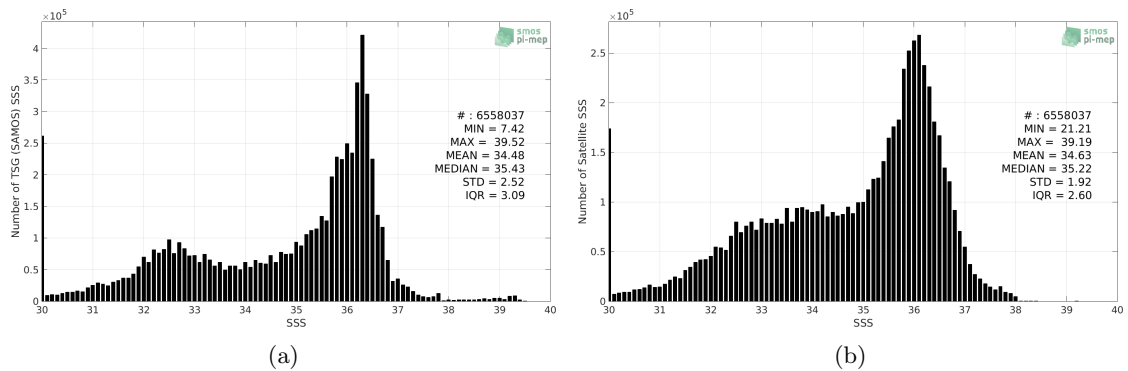 ×10⁵
4
3.5
3
2.5
2
1.5
1
0.5
0
Number of TSG (SAMOS) SSS
smos
pi-mep
# : 6558037
MIN = 7.42
MAX = 39.52
MEAN = 34.48
MEDIAN = 35.43
STD = 2.52
IQR = 3.09
30 31 32 33 34 35 36 37 38 39 40
SSS
(a)
×10⁵
2.5
2
1.5
1
0.5
0
Number of Satellite SSS
smos
pi-mep
# : 6558037
MIN = 21.21
MAX = 39.19
MEAN = 34.63
MEDIAN = 35.22
STD = 1.92
IQR = 2.60
30 31 32 33 34 35 36 37 38 39 40
SSS
(b)